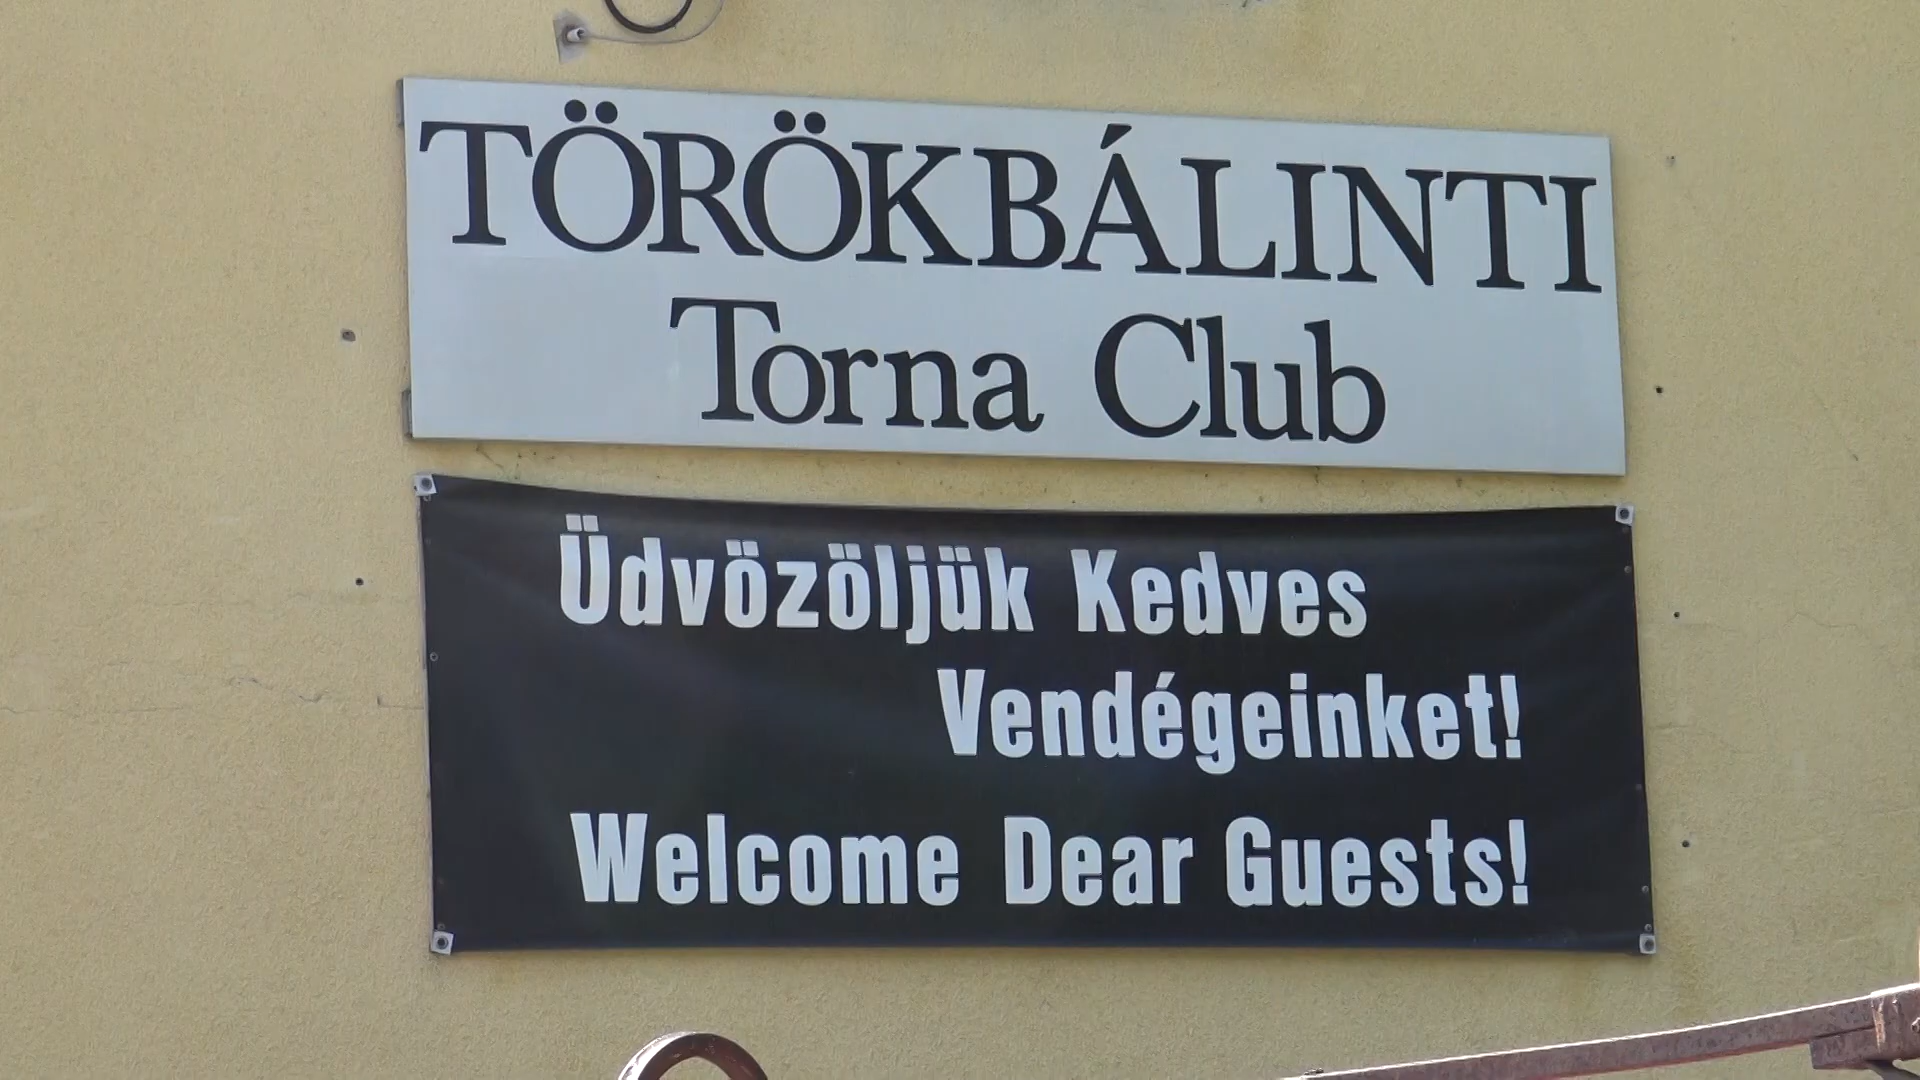 TÖRÖKBÁLINTI
Torna Club
Üdvözöljük Kedves
Vendégeinket!
Welcome Dear Guests!